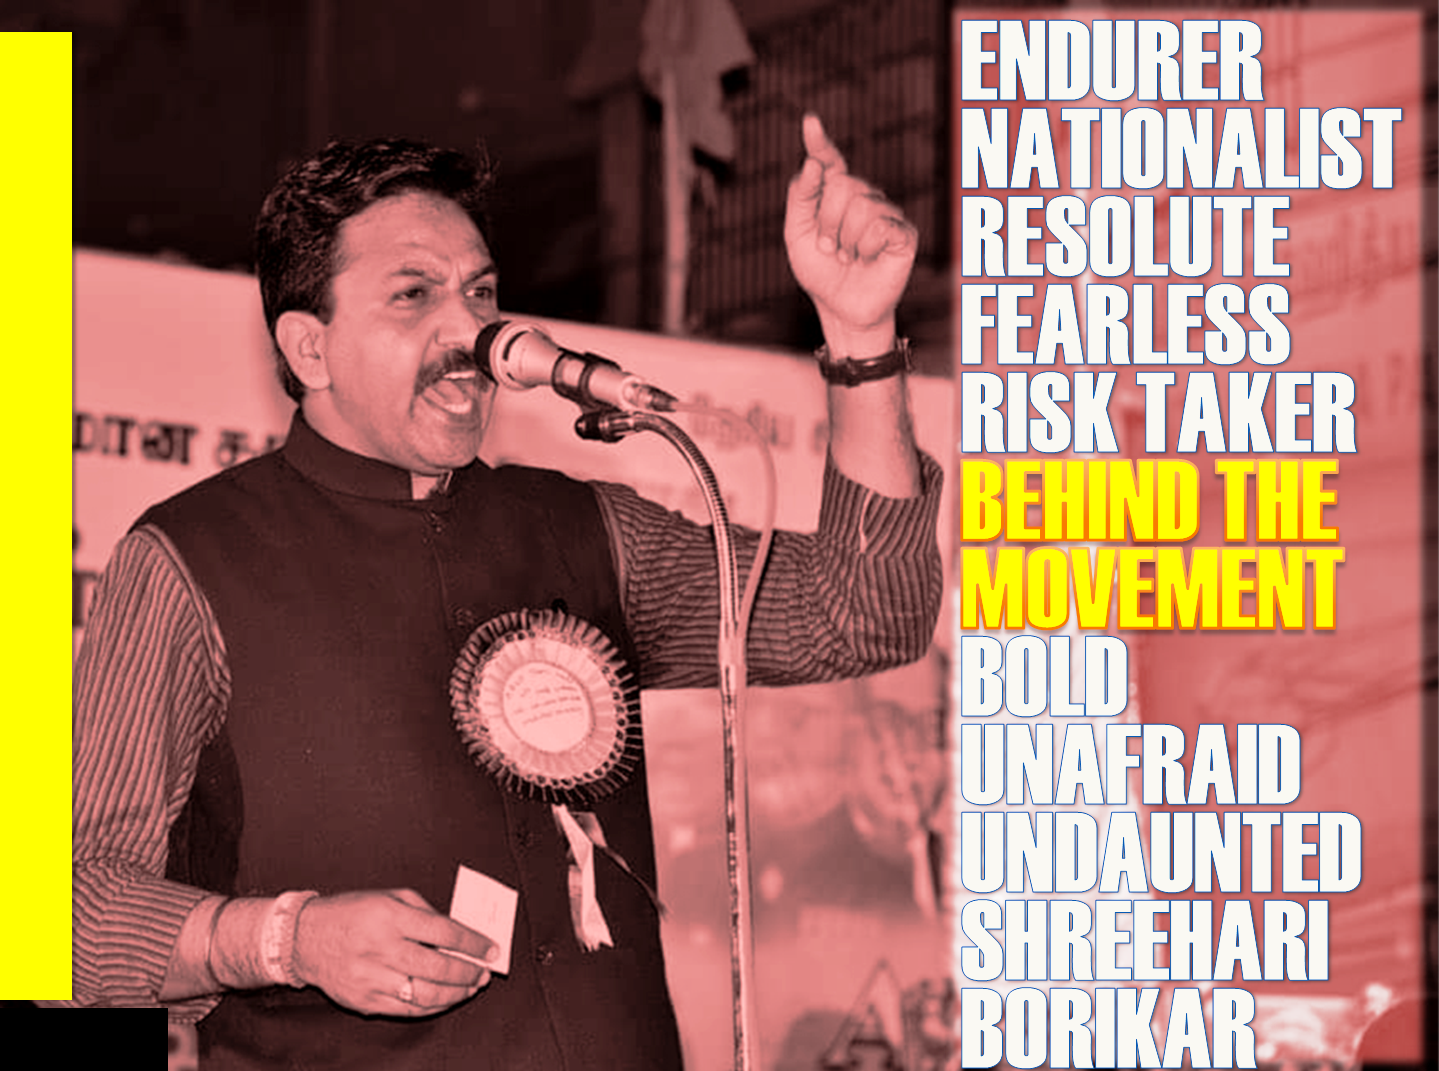 ENDURER
NATIONALIST
RESOLUTE
FEARLESS
RISK TAKER
BEHIND THE
MOVEMENT
BOLD
UNAFRAID
UNDAUNTED
SHREEHARI
BORIKAR